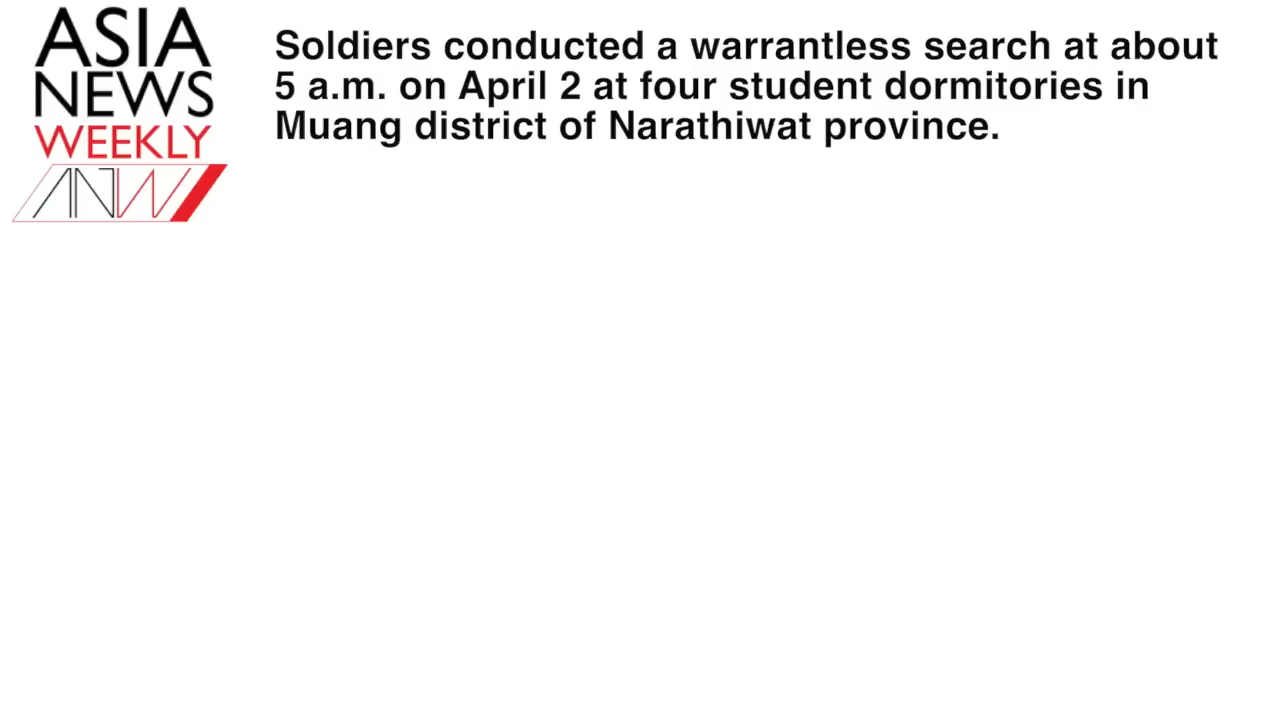 ASIA
NEWS
WEEKLY
ANW
Soldiers conducted a warrantless search at about
5 a.m. on April 2 at four student dormitories in
Muang district of Narathiwat province.